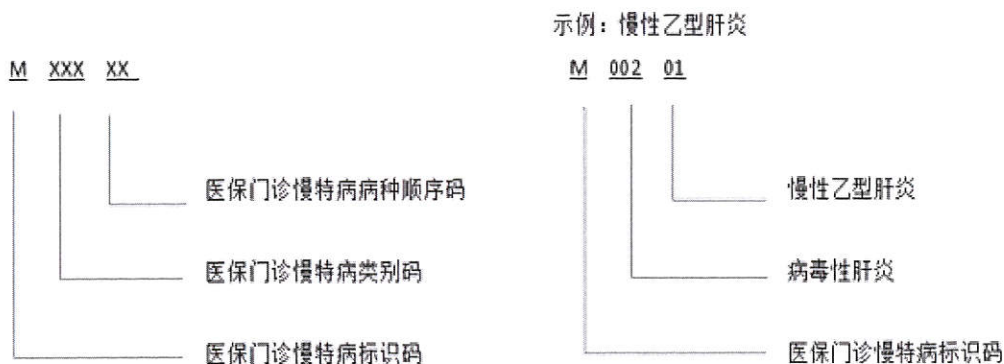 示例：慢性乙型肝炎
M XXX XX
M 002 01
医保门诊慢特病病种顺序码
慢性乙型肝炎
医保门诊慢特病类别码
病毒性肝炎
医保门诊慢特病标识码
医保门诊慢特病标识码